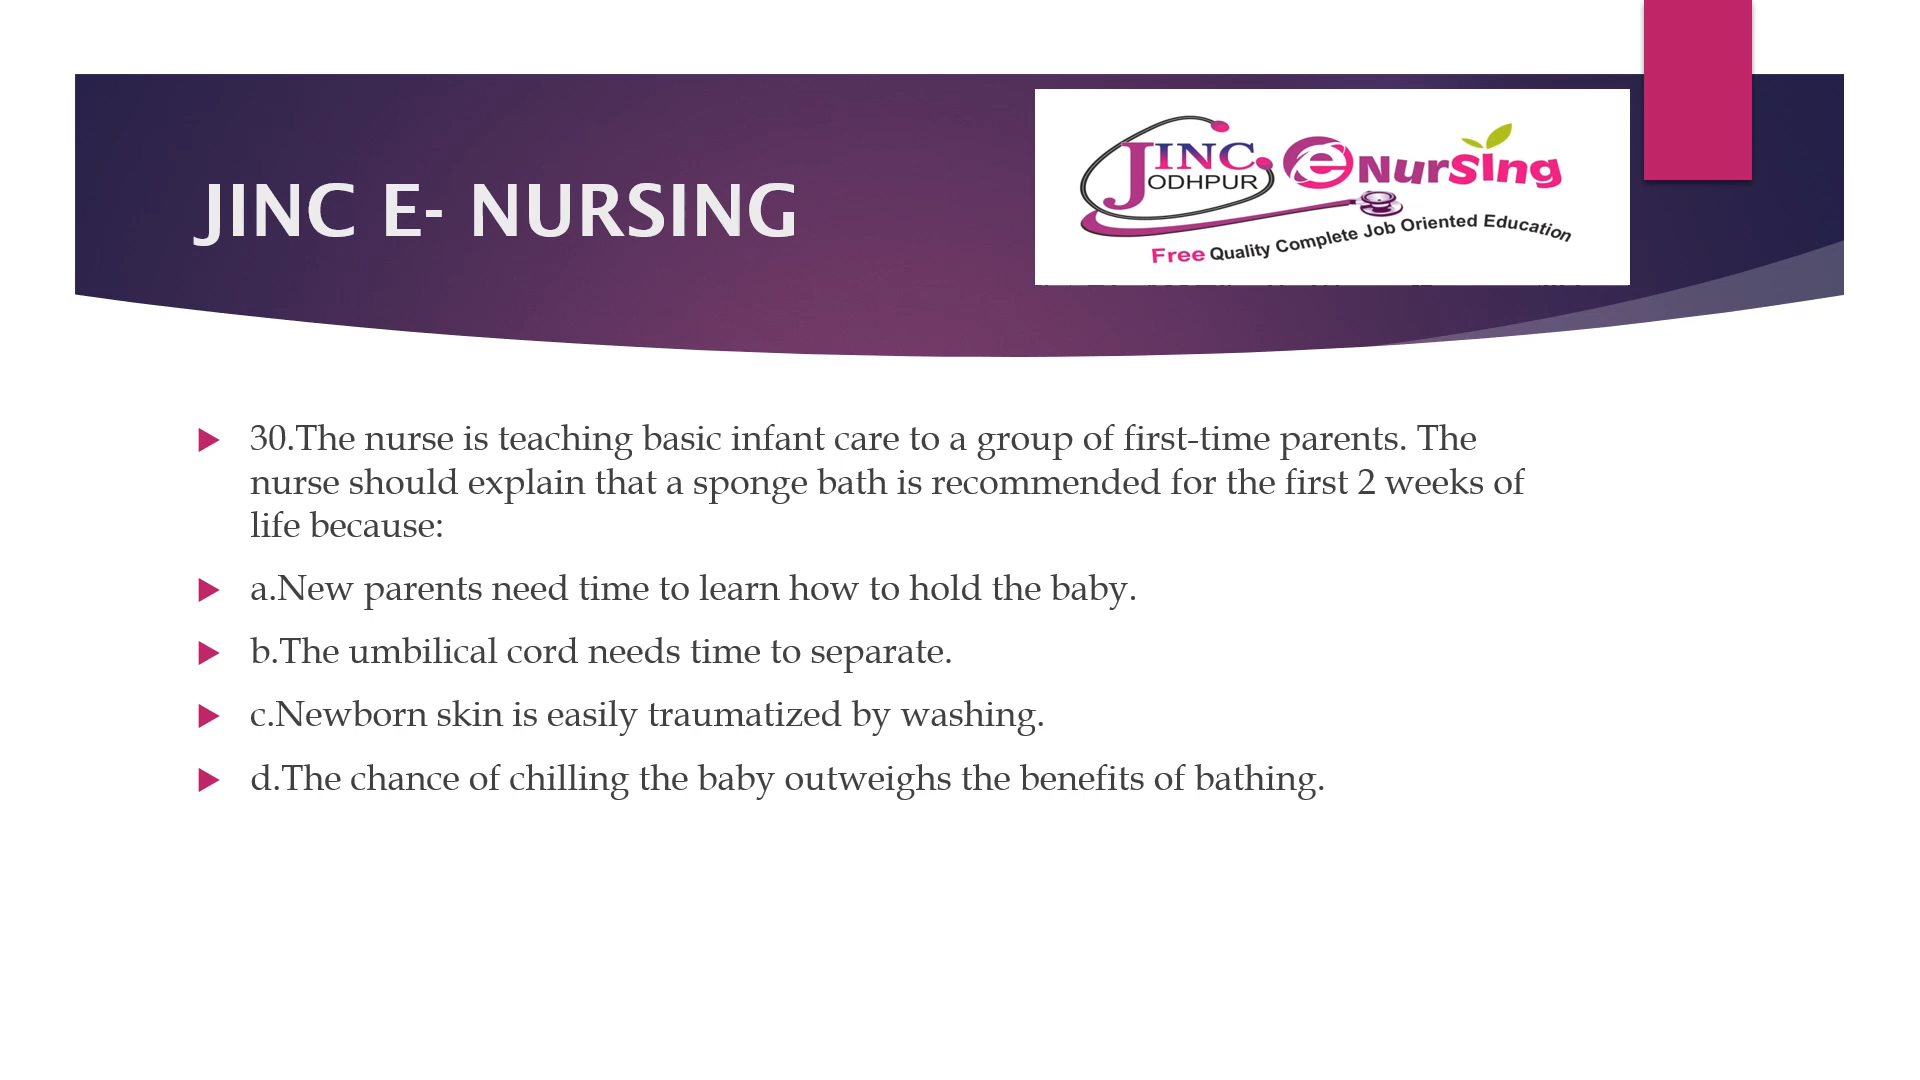 JINC E- NURSING
JINC
ODHPUR
e NurSIng
Free Quality Complete Job Oriented Education
30.The nurse is teaching basic infant care to a group of first-time parents. The
nurse should explain that a sponge bath is recommended for the first 2 weeks of
life because:
a.New parents need time to learn how to hold the baby.
b.The umbilical cord needs time to separate.
c.Newborn skin is easily traumatized by washing.
d.The chance of chilling the baby outweighs the benefits of bathing.